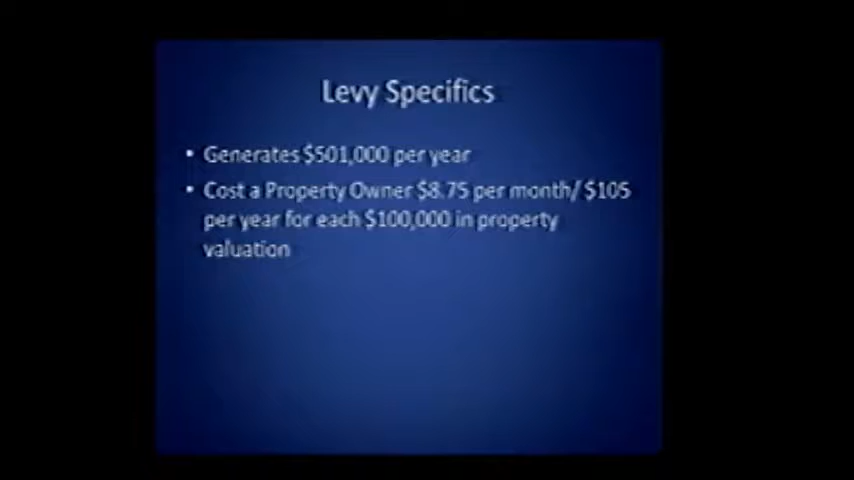 Levy Specifics
• Generates $501,000 per year
• Cost a Property Owner $8.75 per month/ $105
per year for each $100,000 in property
valuation